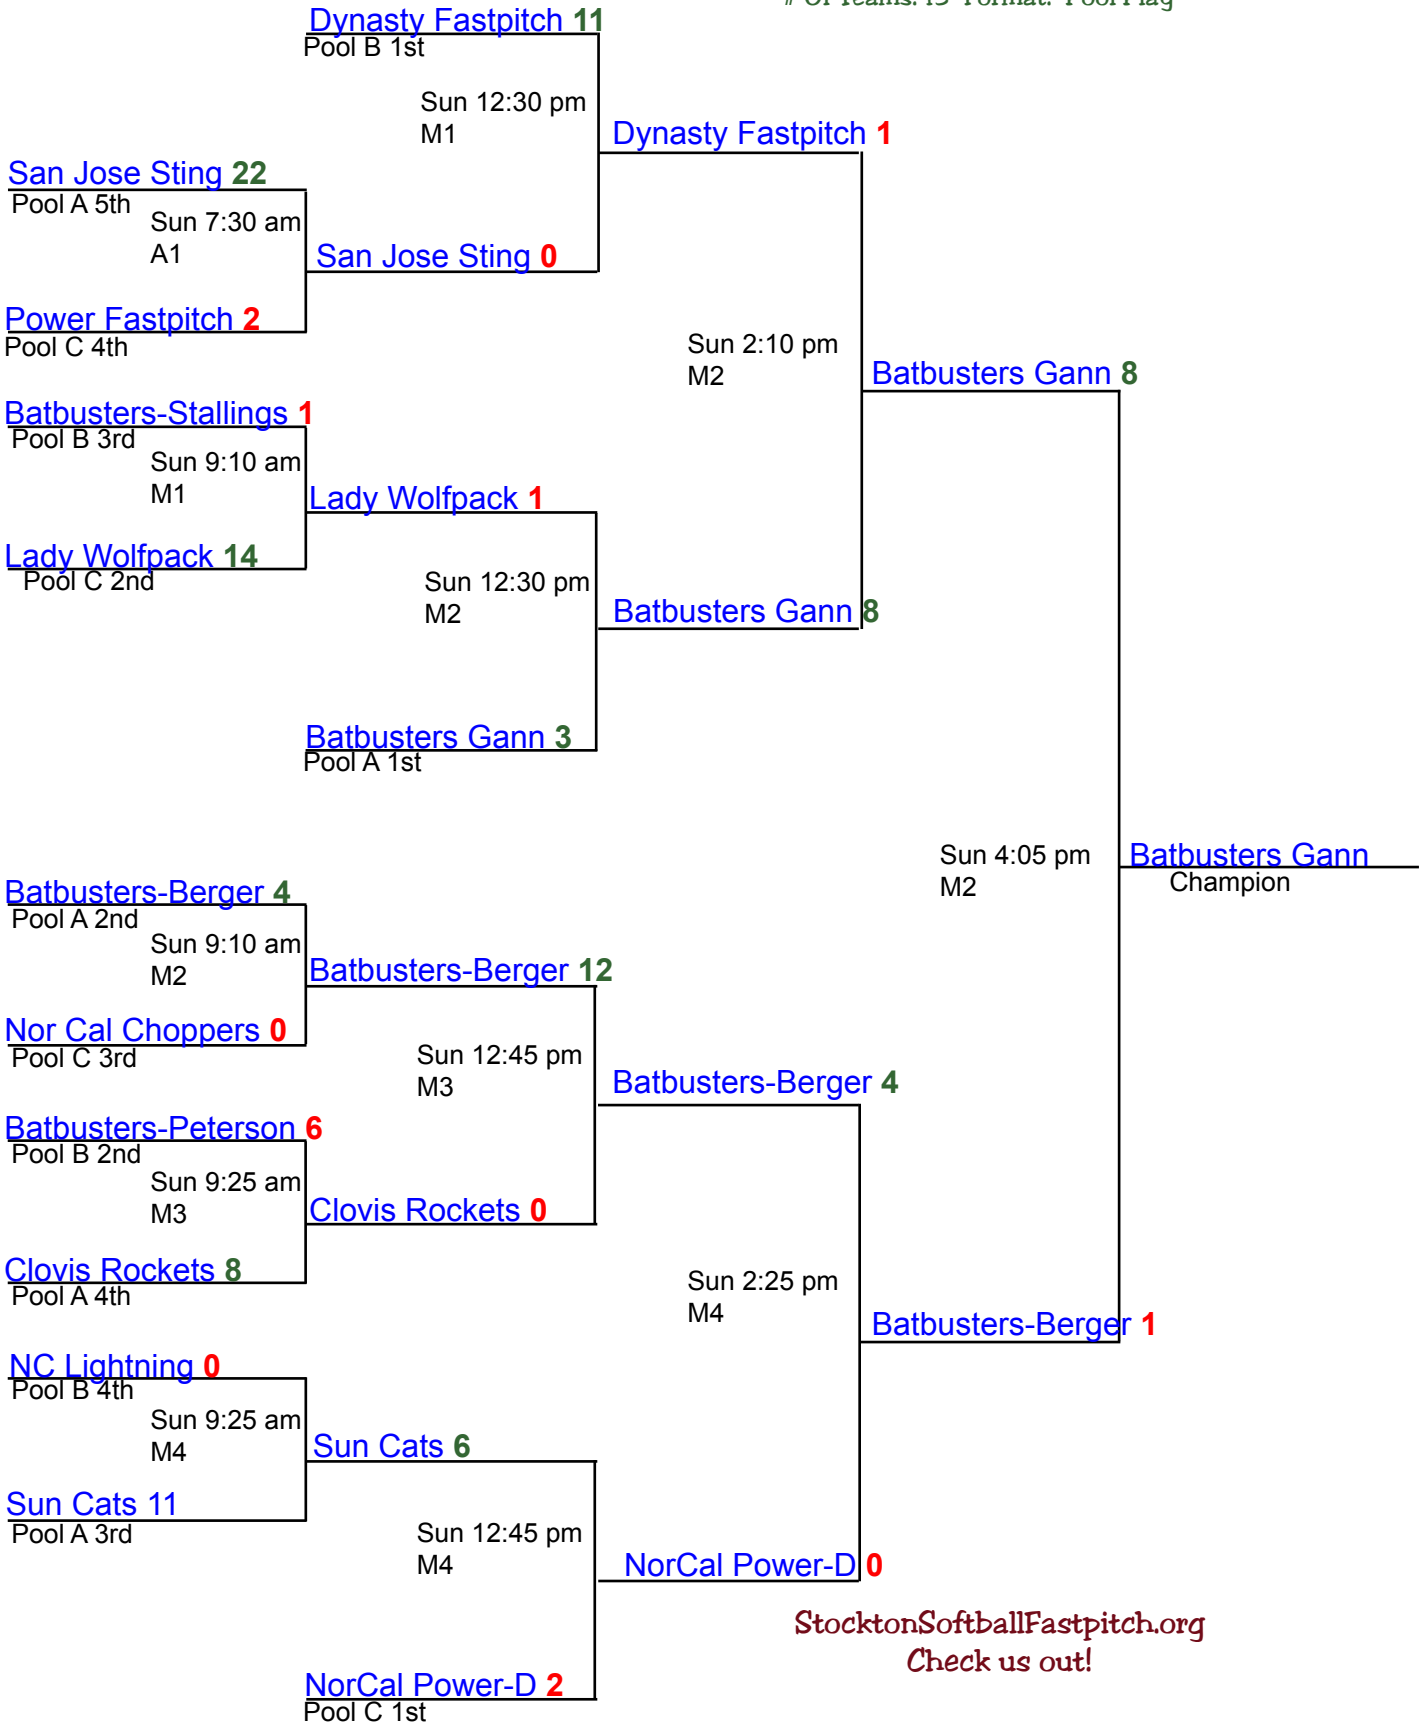 # Of Teams: 13 Format: Pool Play
Dynasty Fastpitch 11
Pool B 1st
Sun 12:30 pm
M1
Dynasty Fastpitch 1
San Jose Sting 22
Pool A 5th
Sun 7:30 am
A1
San Jose Sting 0
Power Fastpitch 2
Pool C 4th
Sun 2:10 pm
M2
Batbusters Gann 8
Batbusters-Stallings 1
Pool B 3rd
Sun 9:10 am
M1
Lady Wolfpack 1
Lady Wolfpack 14
Pool C 2nd
Sun 12:30 pm
M2
Batbusters Gann 8
Batbusters Gann 3
Pool A 1st
Sun 4:05 pm
M2
Batbusters Gann
Champion
Batbusters-Berger 4
Pool A 2nd
Sun 9:10 am
M2
Batbusters-Berger 12
Nor Cal Choppers 0
Pool C 3rd
Sun 12:45 pm
M3
Batbusters-Berger 4
Batbusters-Peterson 6
Pool B 2nd
Sun 9:25 am
M3
Clovis Rockets 0
Clovis Rockets 8
Pool A 4th
Sun 2:25 pm
M4
Batbusters-Berger 1
NC Lightning 0
Pool B 4th
Sun 9:25 am
M4
Sun Cats 6
Sun Cats 11
Pool A 3rd
Sun 12:45 pm
M4
NorCal Power-D 0
NorCal Power-D 2
Pool C 1st
StocktonSoftballFastpitch.org
Check us out!